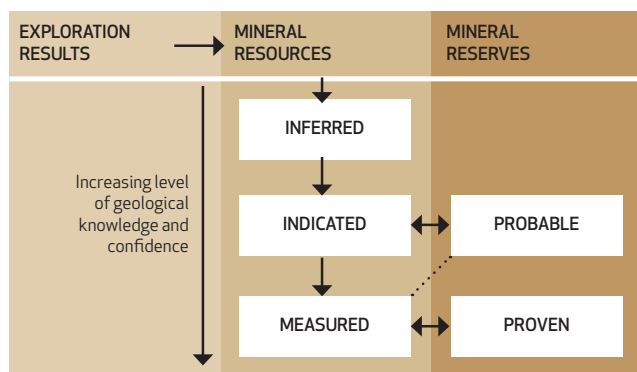 EXPLORATION
RESULTS
MINERAL
RESOURCES
MINERAL
RESERVES
INFERRED
Increasing level
of geological
knowledge and
confidence
INDICATED
PROBABLE
MEASURED
PROVEN